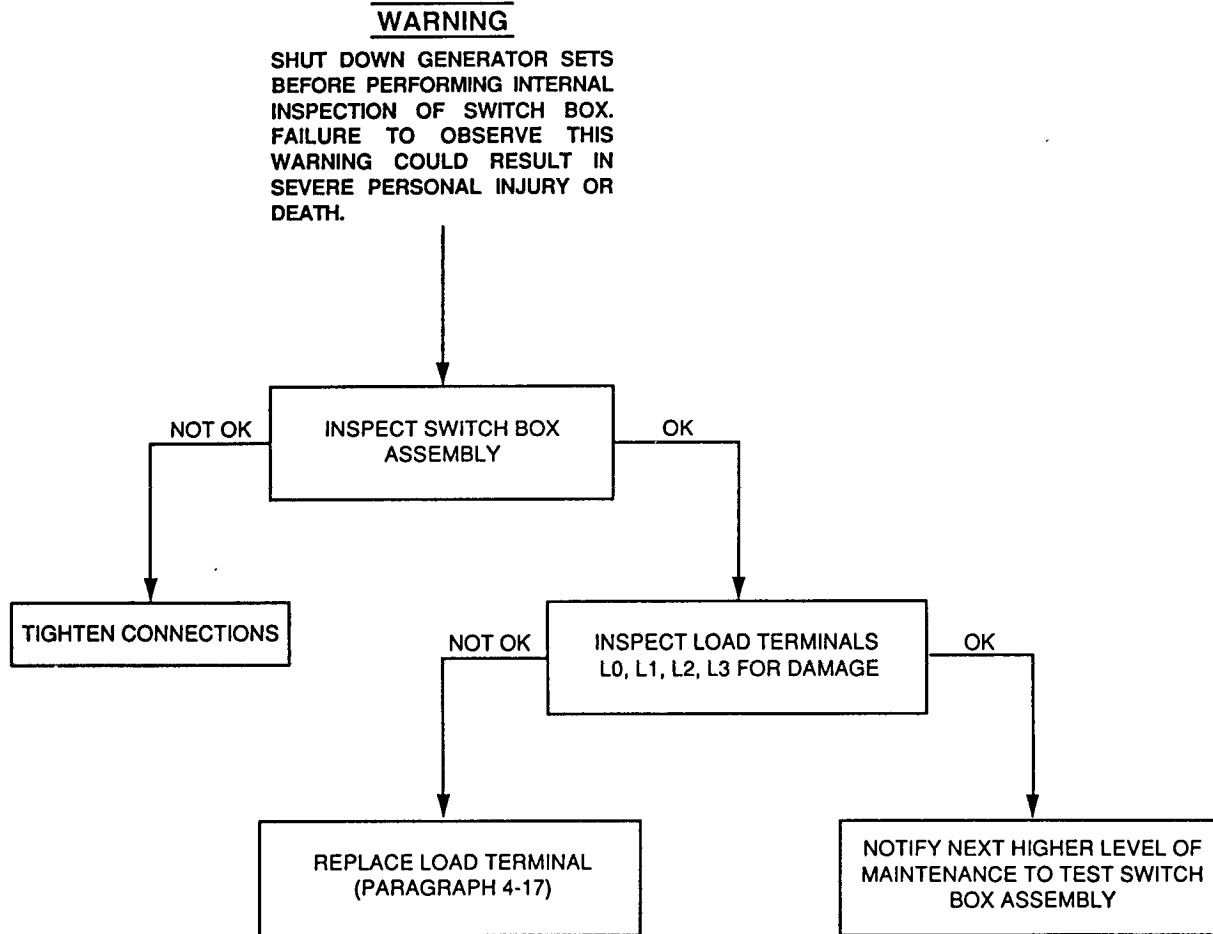 WARNING
SHUT DOWN GENERATOR SETS
BEFORE PERFORMING INTERNAL
INSPECTION OF SWITCH BOX.
FAILURE TO OBSERVE THIS
WARNING COULD RESULT IN
SEVERE PERSONAL INJURY OR
DEATH.
INSPECT SWITCH BOX
ASSEMBLY
NOT OK
OK
TIGHTEN CONNECTIONS
INSPECT LOAD TERMINALS
L0, L1, L2, L3 FOR DAMAGE
NOT OK
OK
REPLACE LOAD TERMINAL
(PARAGRAPH 4-17)
NOTIFY NEXT HIGHER LEVEL OF
MAINTENANCE TO TEST SWITCH
BOX ASSEMBLY